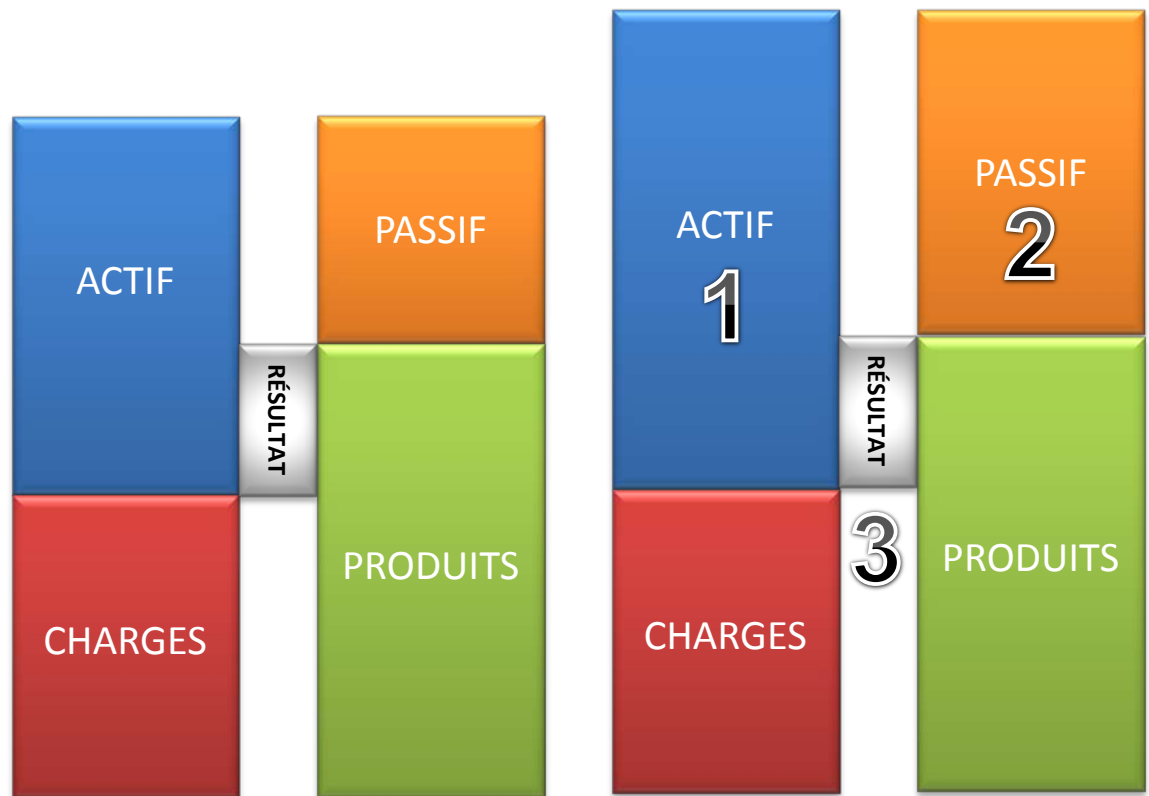 ACTIF
PASSIF
RÉSULTAT
CHARGES
PRODUITS
ACTIF
1
PASSIF
2
RÉSULTAT
3
CHARGES
PRODUITS